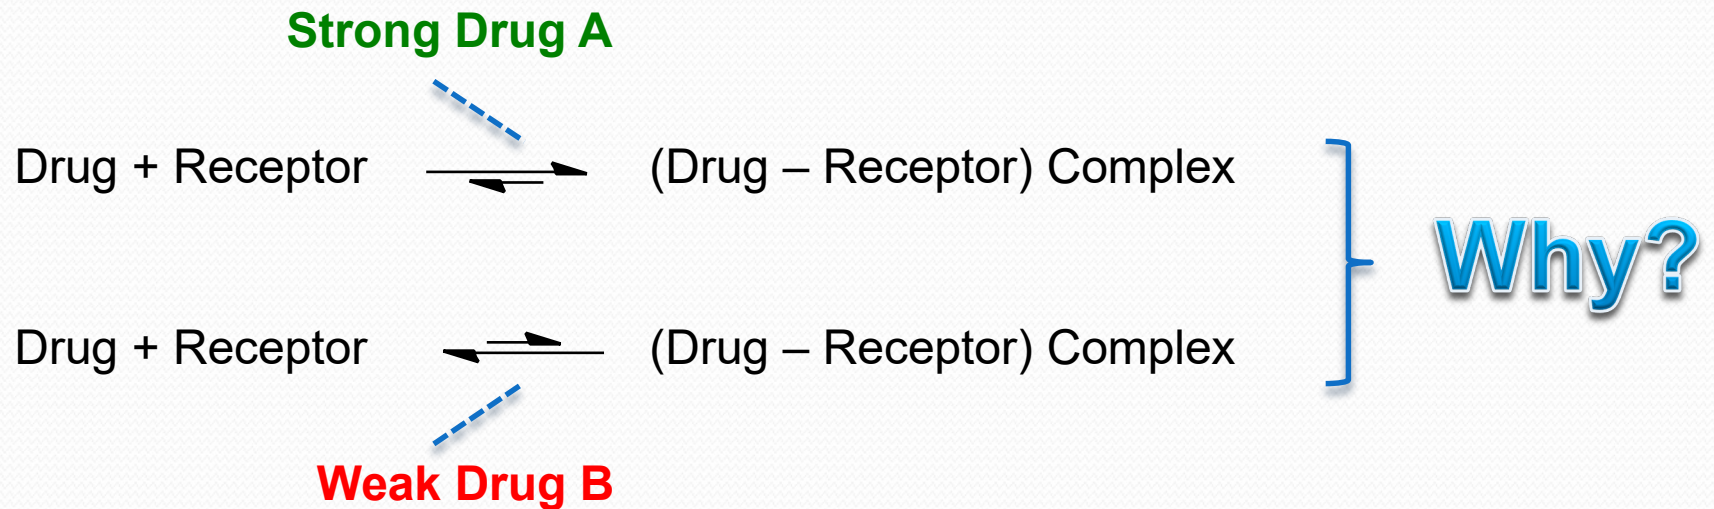 Strong Drug A
Drug + Receptor (Drug – Receptor) Complex
Why?
Drug + Receptor (Drug – Receptor) Complex
Weak Drug B